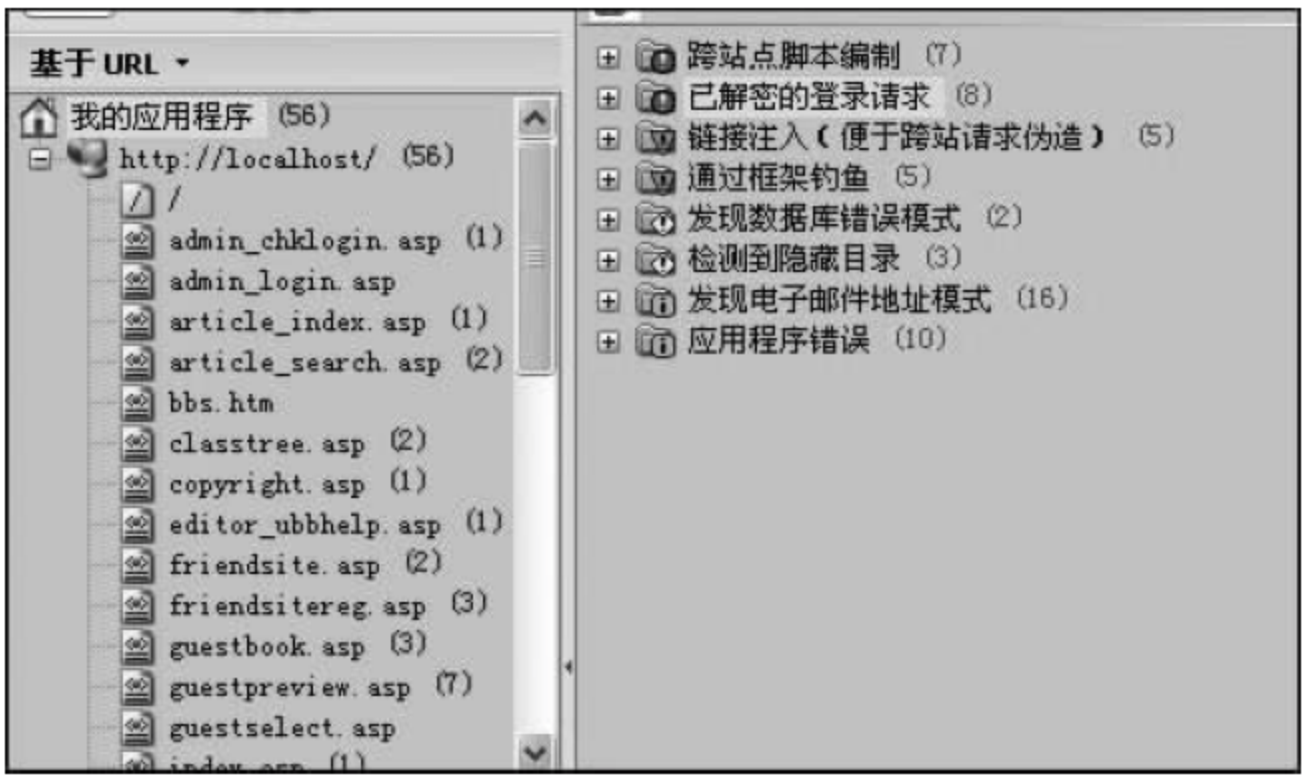 基于 URL
我的应用程序 (56)
http://localhost/ (56)
/
admin_chklogin.asp (1)
admin_login.asp
article_index.asp (1)
article_search.asp (2)
bbs.htm
classtree.asp (2)
copyright.asp (1)
editor_ubbhelp.asp (1)
friendsite.asp (2)
friendsitereg.asp (3)
guestbook.asp (3)
guestpreview.asp (7)
guestselect.asp
index.asp (1)
跨站点脚本编制 (7)
已解密的登录请求 (8)
链接注入(便于跨站请求伪造) (5)
通过框架钓鱼 (5)
发现数据库错误模式 (2)
检测到隐藏目录 (3)
发现电子邮件地址模式 (16)
应用程序错误 (10)